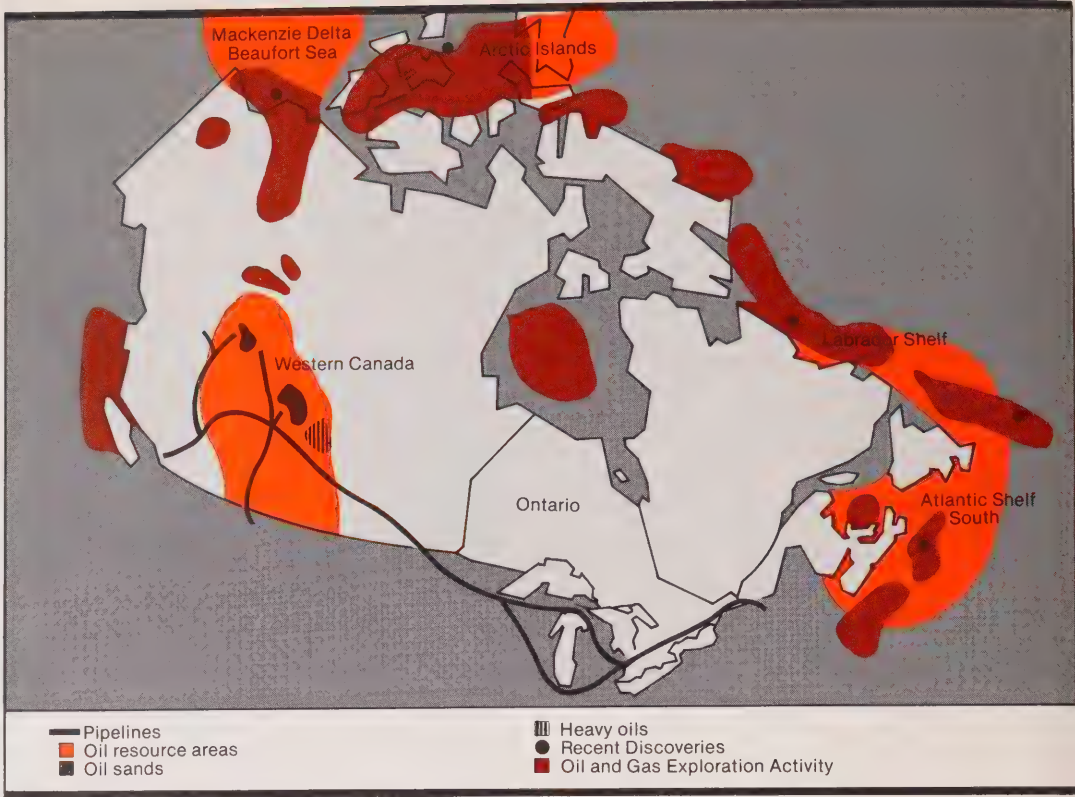 Mackenzie Delta
Beaufort Sea
Arctic Islands
Western Canada
Labrador Shelf
Ontario
Atlantic Shelf
South
Pipelines
Oil resource areas
Oil sands
Heavy oils
Recent Discoveries
Oil and Gas Exploration Activity